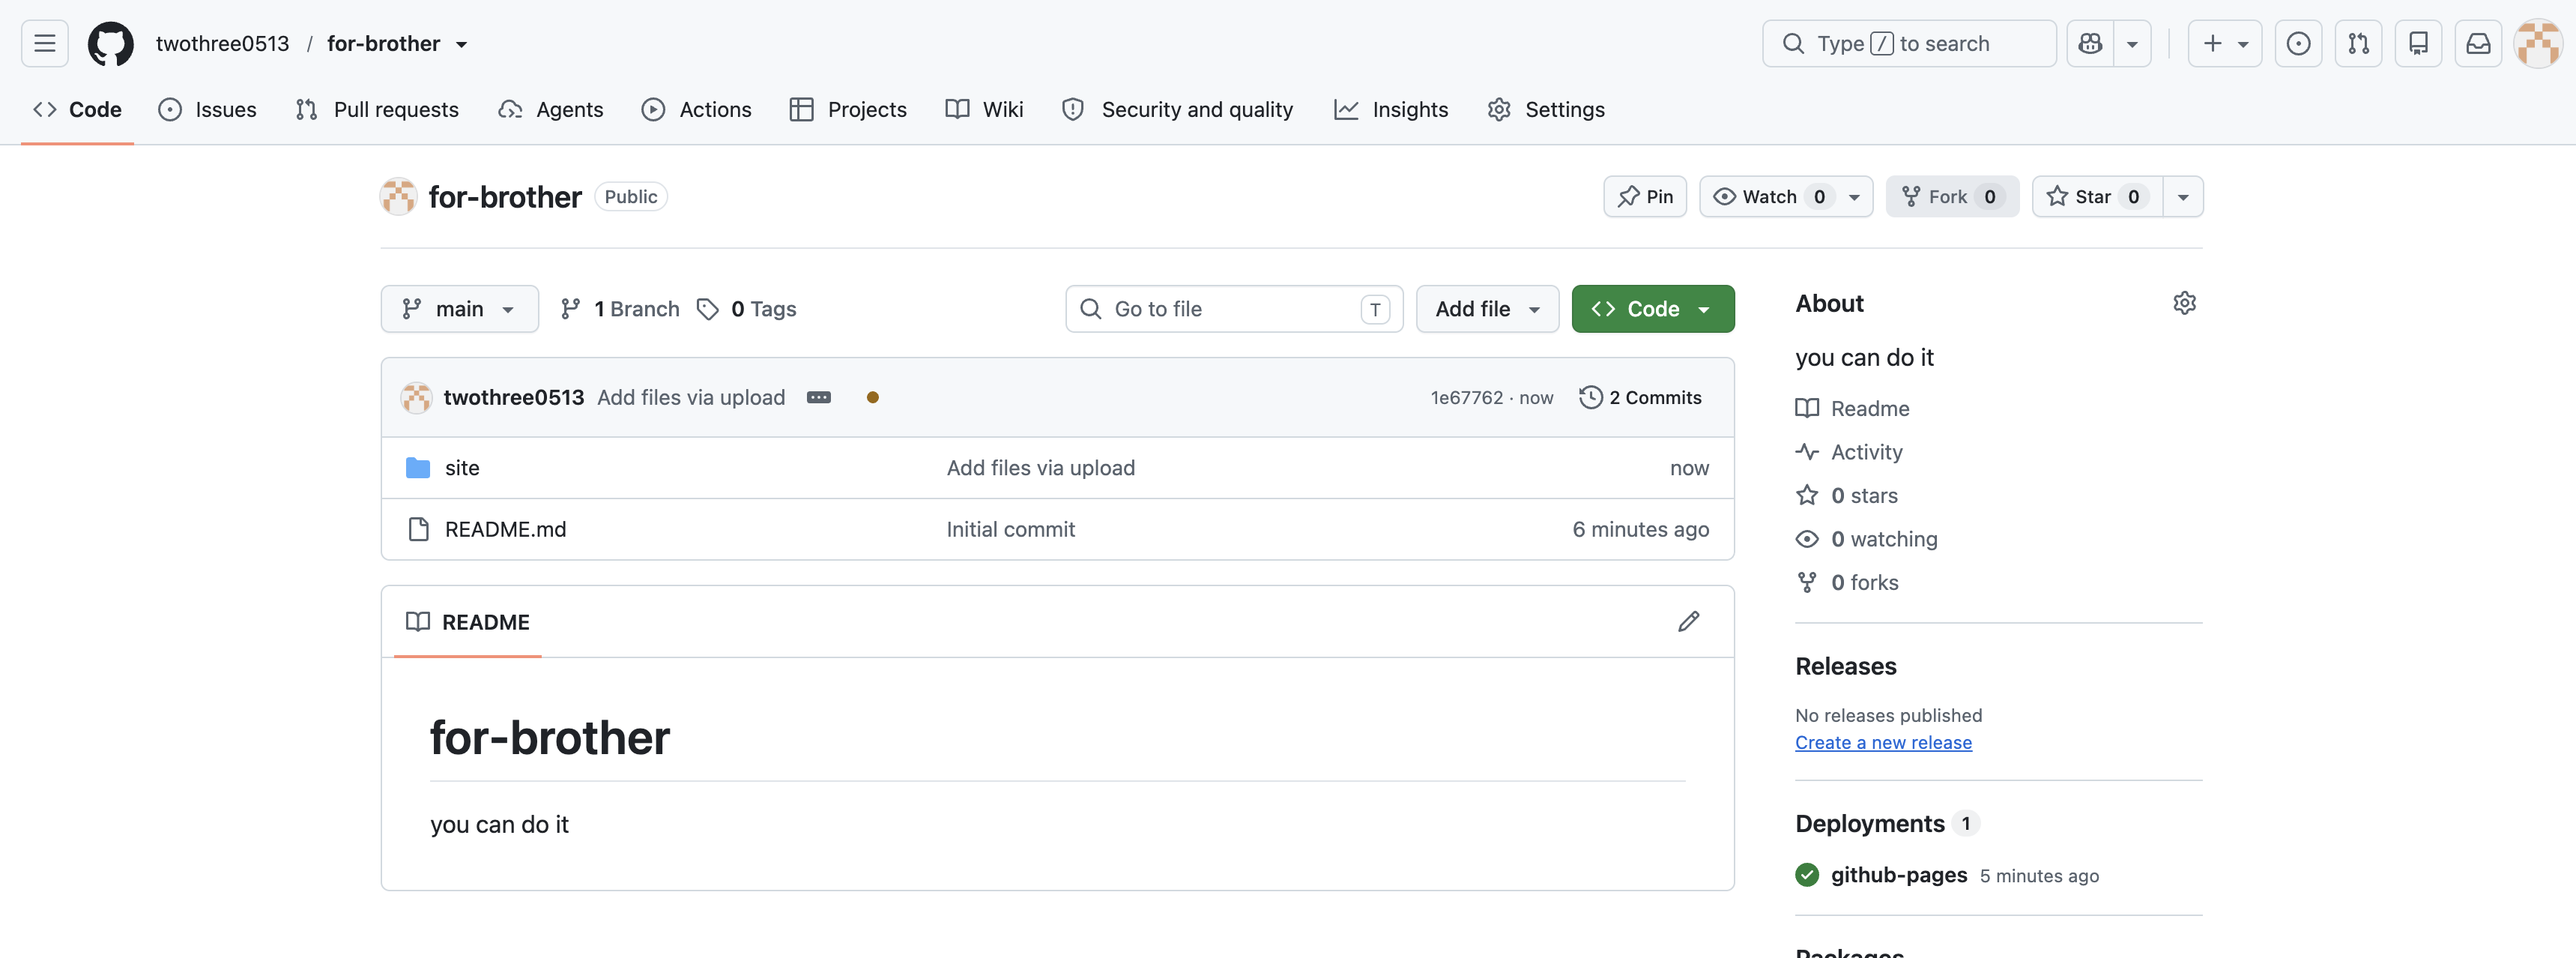 twothree0513 / for-brother
Type / to search
Code Issues Pull requests Agents Actions Projects Wiki Security and quality Insights Settings
for-brother Public
Pin Watch 0 Fork 0 Star 0
main 1 Branch 0 Tags Go to file T Add file Code
twothree0513 Add files via upload 1e67762 · now 2 Commits
site Add files via upload now
README.md Initial commit 6 minutes ago
README
for-brother
you can do it
About
you can do it
Readme
Activity
0 stars
0 watching
0 forks
Releases
No releases published
Create a new release
Deployments 1
github-pages 5 minutes ago